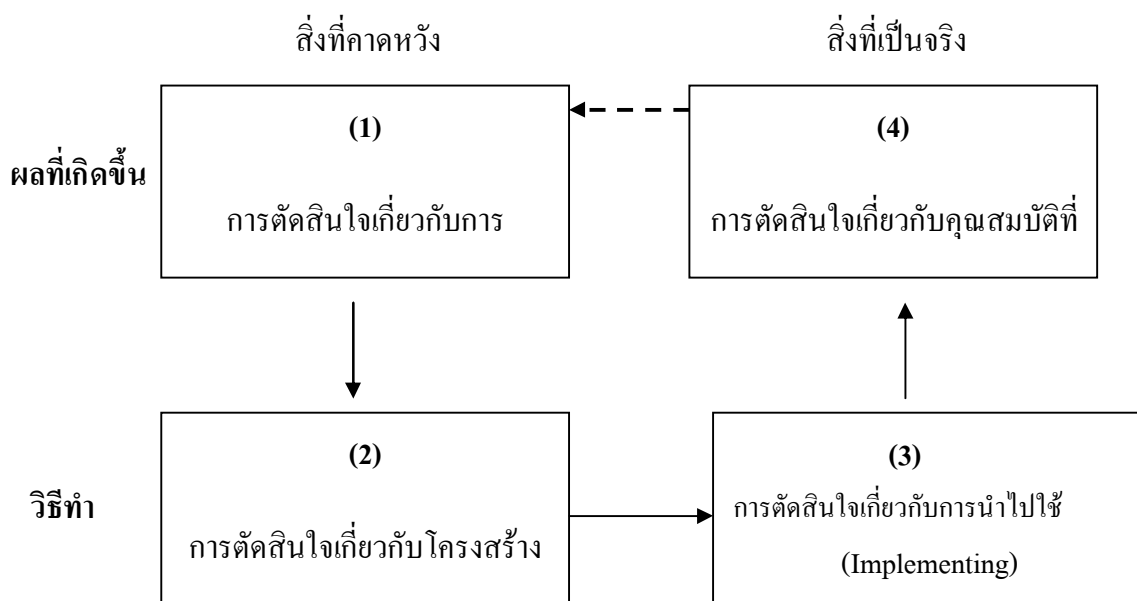 สิ่งที่คาดหวัง
สิ่งที่เป็นจริง
(1)
(4)
ผลที่เกิดขึ้น
การตัดสินใจเกี่ยวกับการ
การตัดสินใจเกี่ยวกับคุณสมบัติที่
(2)
(3)
วิธีทำ
การตัดสินใจเกี่ยวกับโครงสร้าง
การตัดสินใจเกี่ยวกับการนำไปใช้
(Implementing)